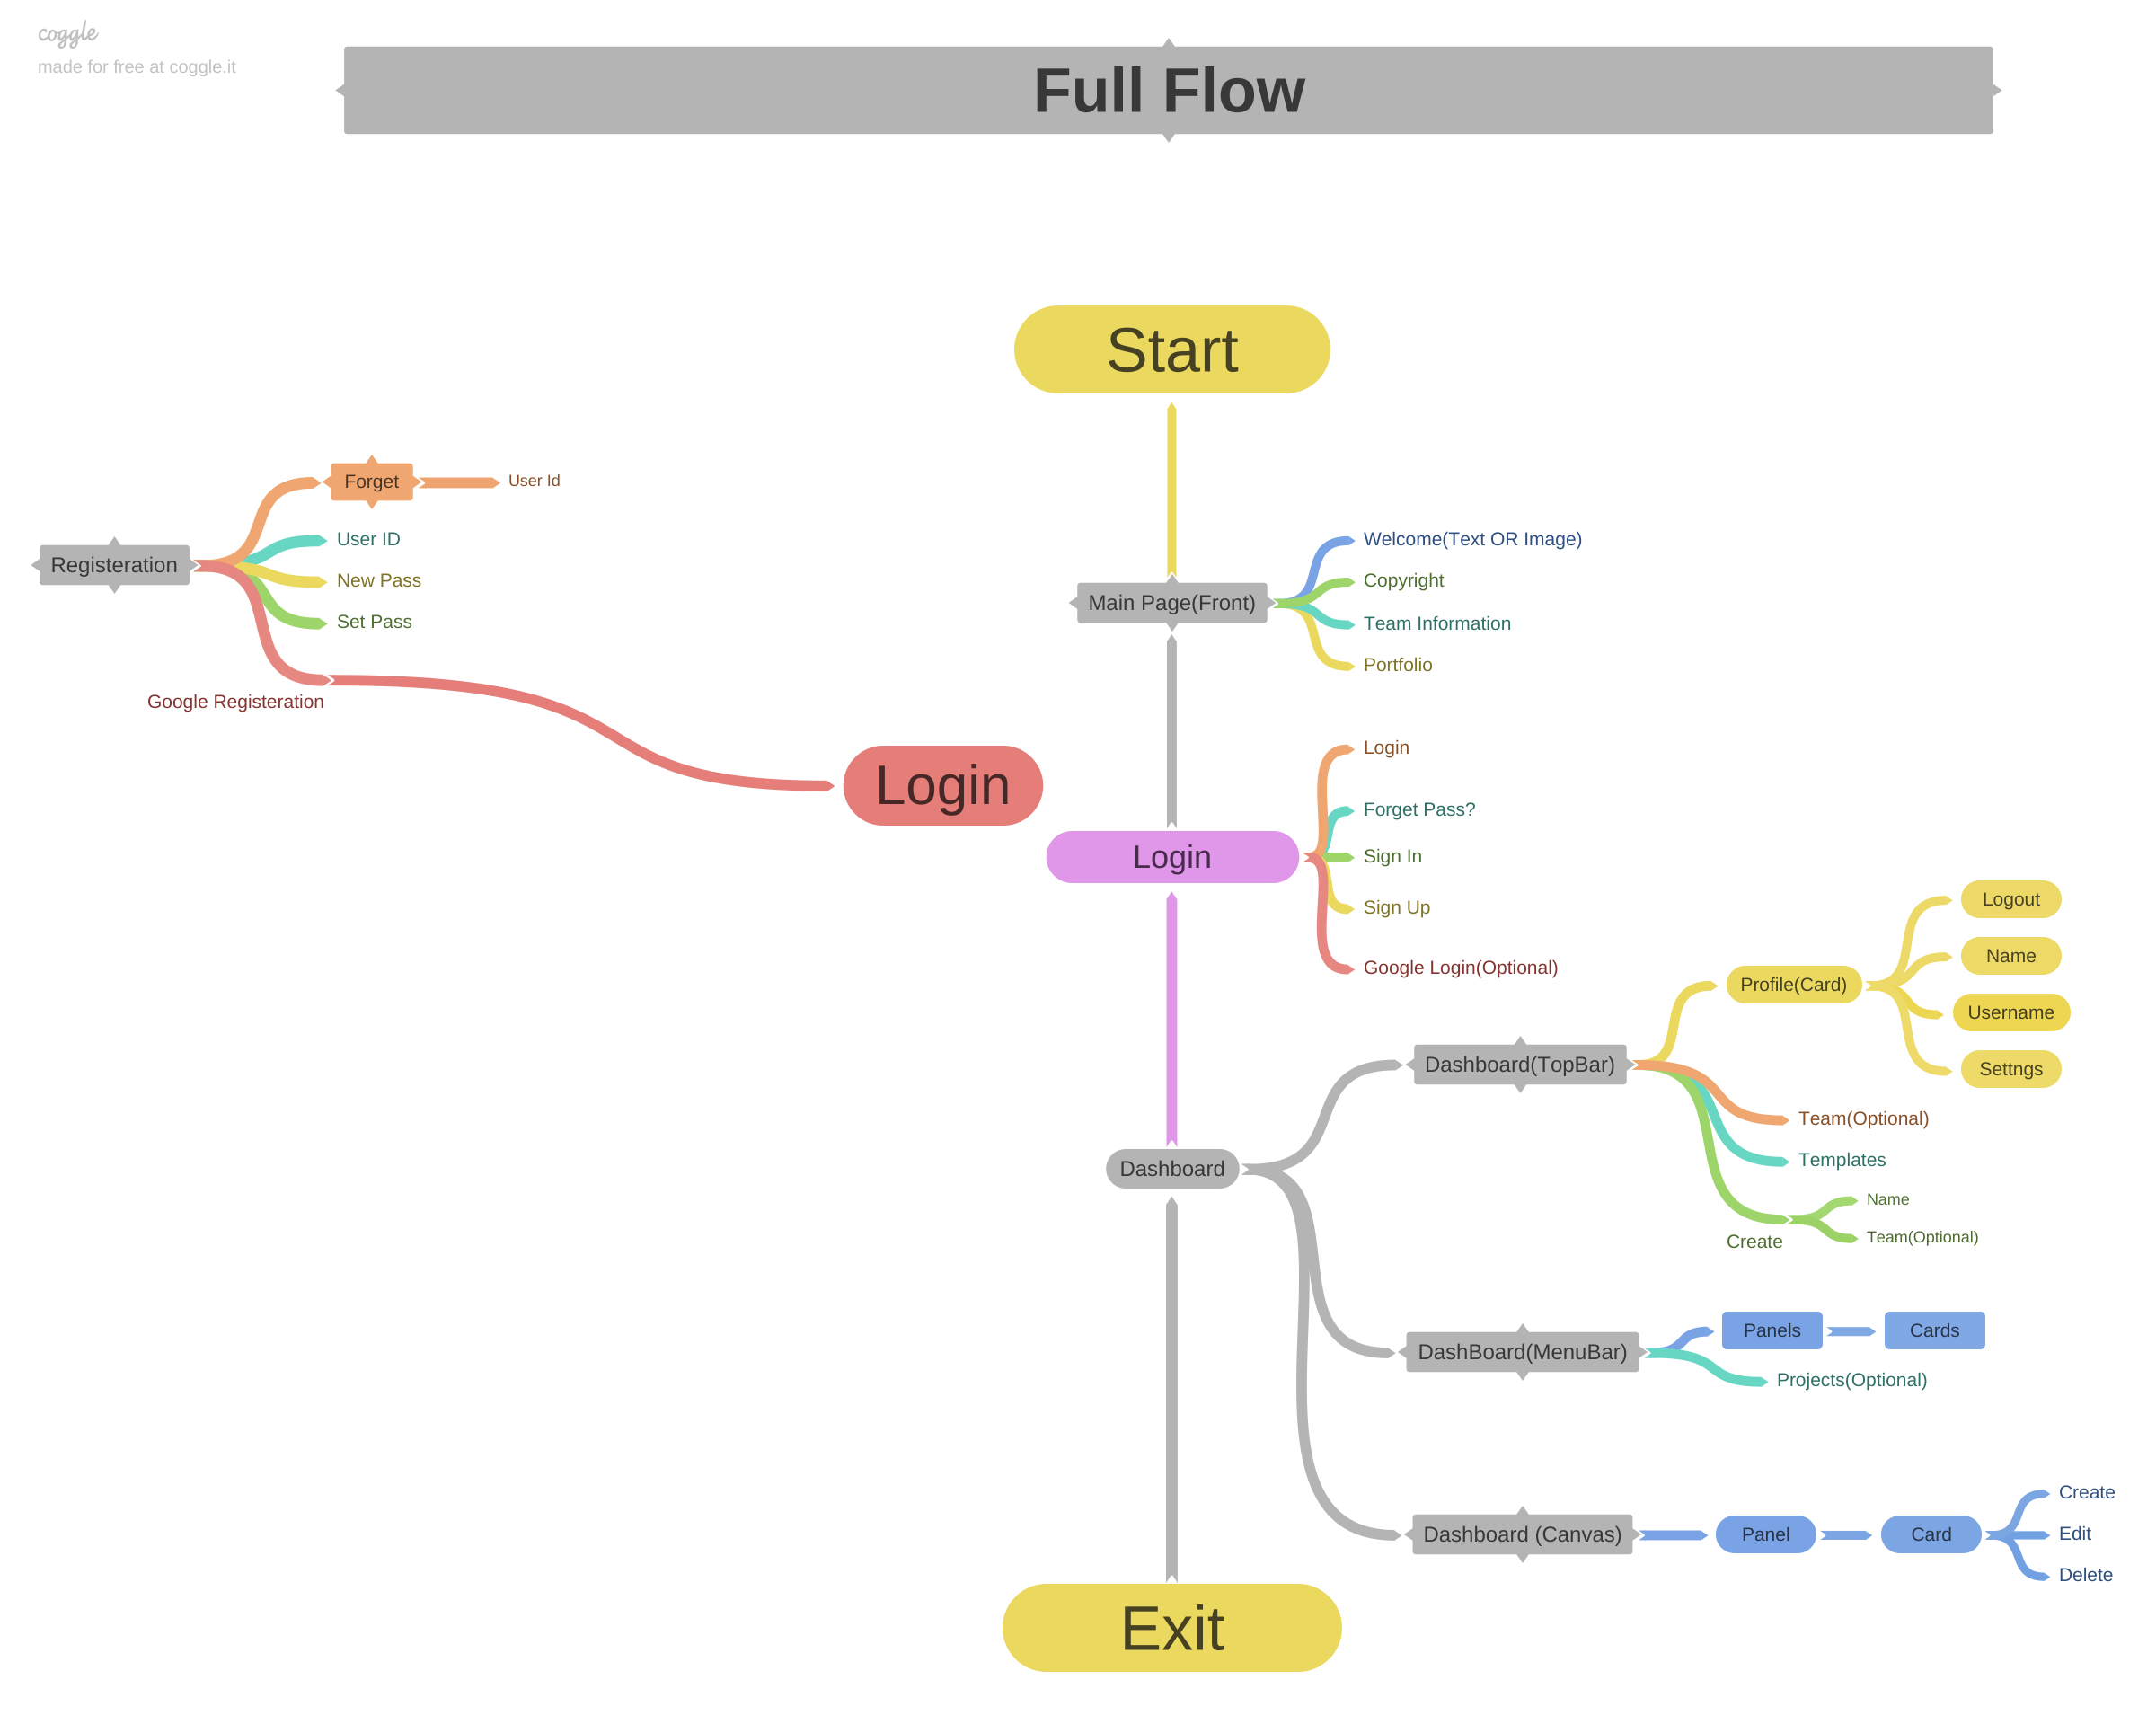 coggle
made for free at coggle.it
Full Flow
Start
Forget
User Id
Registeration
User ID
New Pass
Set Pass
Google Registeration
Login
Main Page(Front)
Welcome(Text OR Image)
Copyright
Team Information
Portfolio
Login
Login
Forget Pass?
Sign In
Sign Up
Google Login(Optional)
Dashboard
Dashboard(TopBar)
Profile(Card)
Logout
Name
Username
Settngs
Team(Optional)
Templates
Create
Name
Team(Optional)
DashBoard(MenuBar)
Panels
Cards
Projects(Optional)
Dashboard (Canvas)
Panel
Card
Create
Edit
Delete
Exit